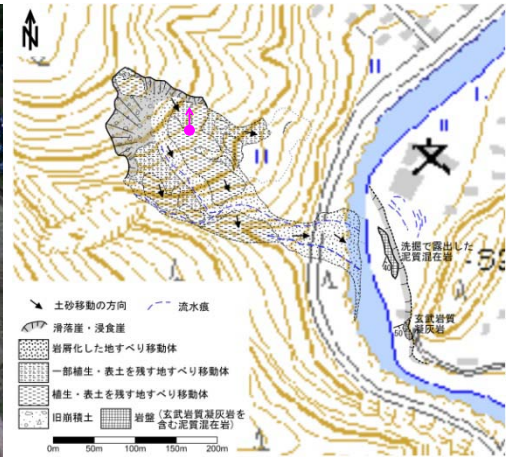 N
洗掘で露出した
泥質混在岩
40
玄武岩質
凝灰岩
50
土砂移動の方向
流水痕
滑落崖・浸食崖
岩屑化した地すべり移動体
一部植生・表土を残す地すべり移動体
植生・表土を残す地すべり移動体
旧崩積土
岩盤(玄武岩質凝灰岩を
含む泥質混在岩)
0m 50m 100m 150m 200m